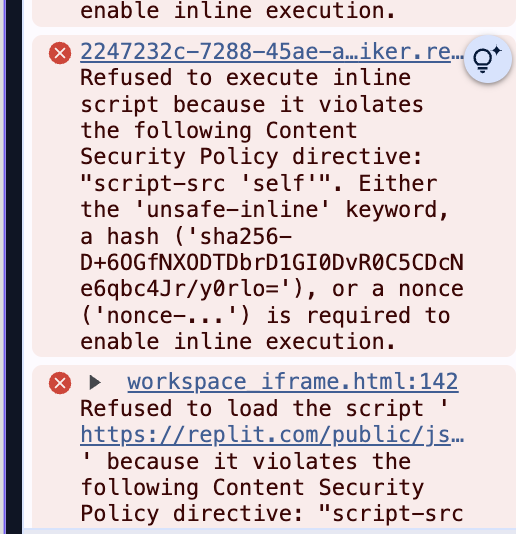 enable inline execution.
2247232c-7288-45ae-a…iker.re…
Refused to execute inline
script because it violates
the following Content
Security Policy directive:
"script-src 'self'". Either
the 'unsafe-inline' keyword,
a hash ('sha256-
D+6OGfNXODTDbrD1GI0DvR0C5CDcN
e6qbc4Jr/y0rlo='), or a nonce
('nonce-...') is required to
enable inline execution.
workspace_iframe.html:142
Refused to load the script '
https://replit.com/public/js…
' because it violates the
following Content Security
Policy directive: "script-src